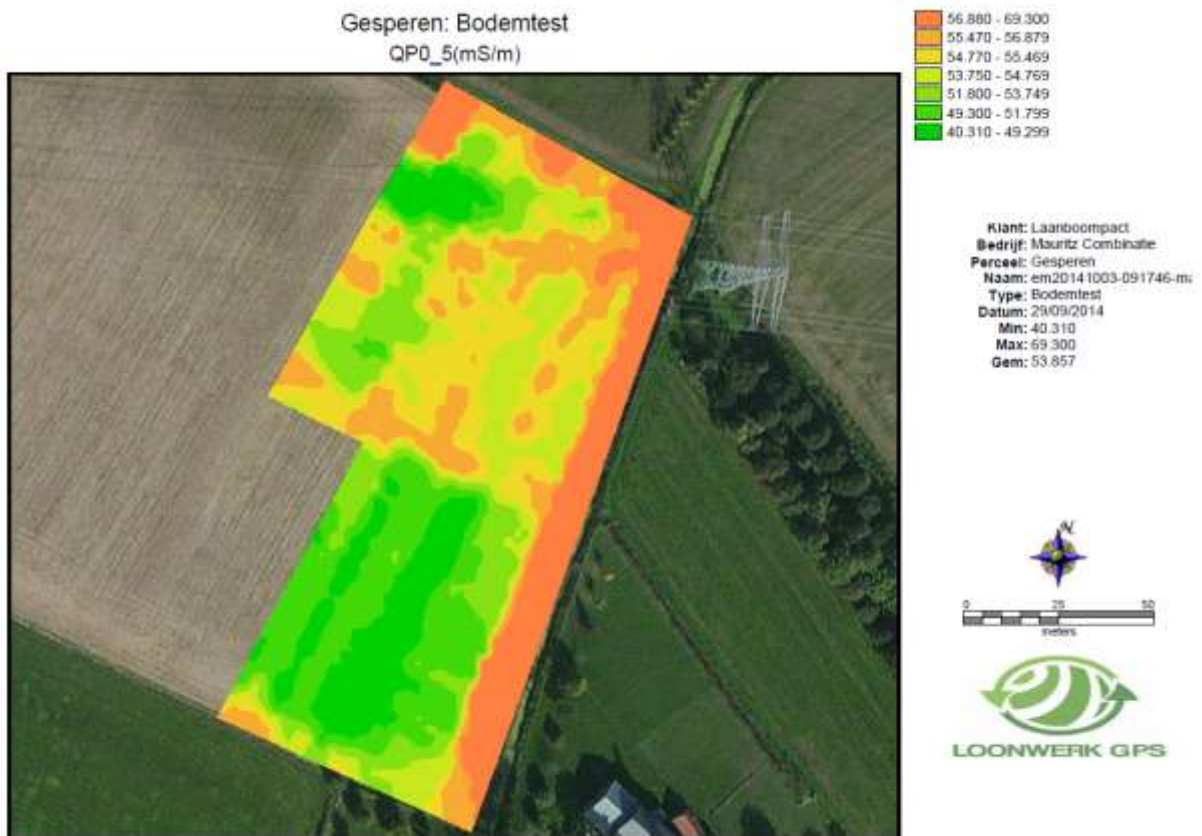 Gesperen: Bodemtest
QP0_5(mS/m)
56.880 - 69.300
55.470 - 56.879
54.770 - 55.469
53.750 - 54.769
51.800 - 53.749
49.300 - 51.799
40.310 - 49.299
Klant: Laanboompact
Bedrijf: Mauritz Combinatie
Perceel: Gesperen
Naam: em20141003-091746-ma
Type: Bodemtest
Datum: 29/09/2014
Min: 40.310
Max: 69.300
Gem: 53.857
N
0 25 50
meters
LOONWERK GPS